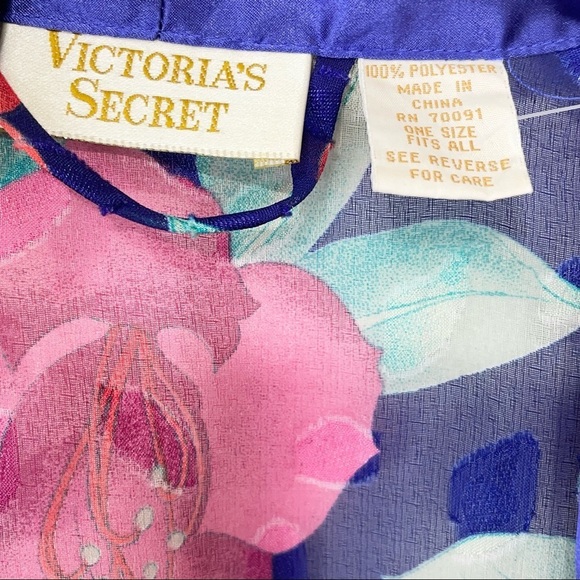 VICTORIA'S
SECRET
100% POLYESTER
MADE IN
CHINA
RN 70091
ONE SIZE
FITS ALL
SEE REVERSE
FOR CARE